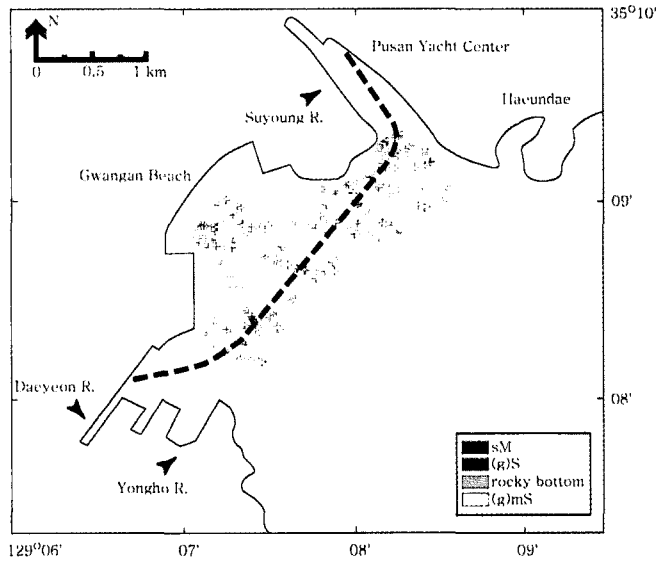 35°10'
N
Pusan Yacht Center
0 0.5 1 km
Haeundae
Suyoung R.
Gwangan Beach
09'
Daeyeon R.
08'
sM
(g)S
rocky bottom
(g)mS
Yongho R.
129°06' 07' 08' 09'